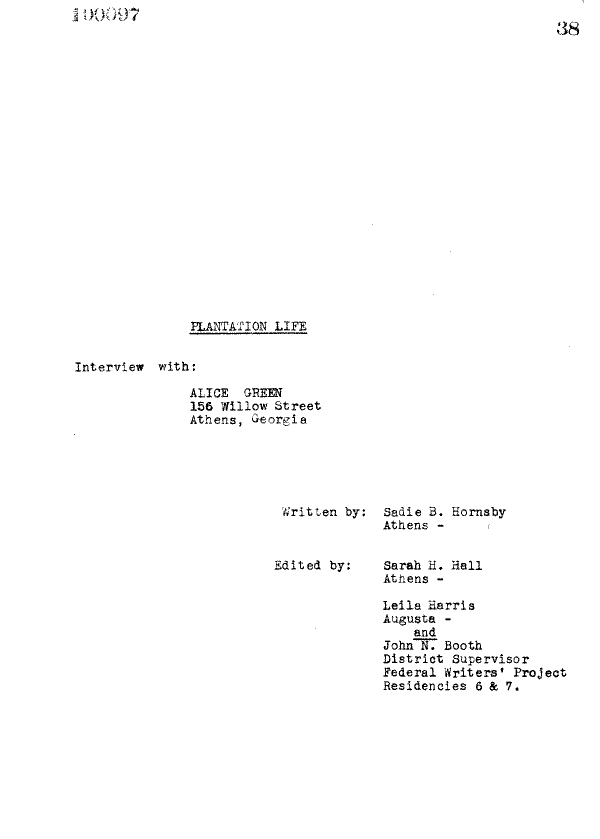 100097
38
PLANTATION LIFE
Interview with:
ALICE GREEN
156 Willow Street
Athens, Georgia
Written by: Sadie B. Hornsby
Athens -
Edited by: Sarah H. Hall
Athens -
Leila Harris
Augusta -
and
John N. Booth
District Supervisor
Federal Writers' Project
Residencies 6 & 7.